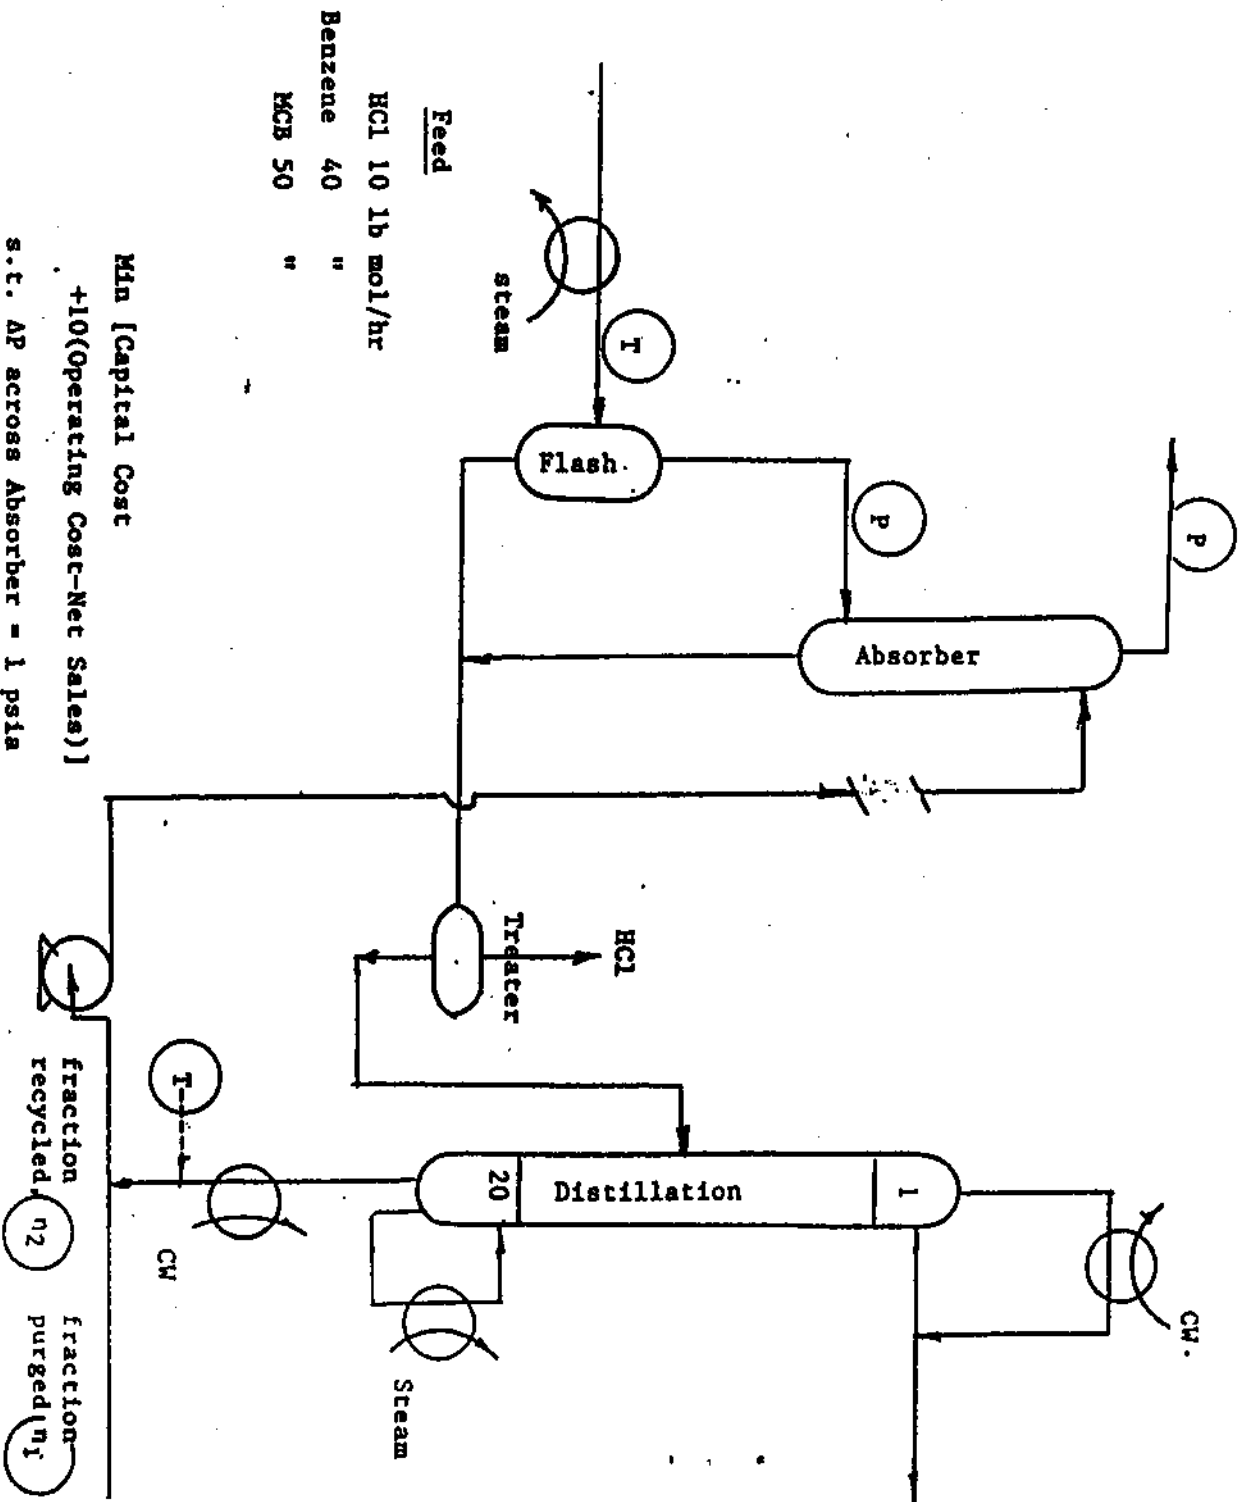 P
P
CW.
Absorber
HCl
1
Distillation
20
T
Flash
Treater
steam
Steam
Feed
HCl 10 lb mol/hr
Benzene 40 "
MCB 50 "
T
CW
Min [Capital Cost
+10(Operating Cost-Net Sales)]
s.t. ΔP across Absorber = 1 psia
fraction
recycled, η2
fraction
purged, η1